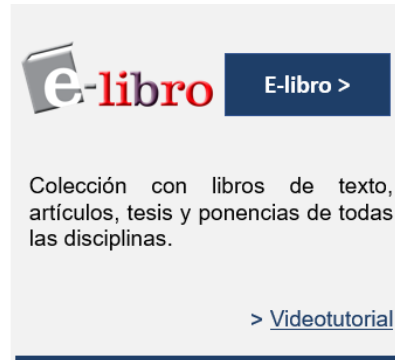 e-libro
E-libro >
Colección con libros de texto,
artículos, tesis y ponencias de todas
las disciplinas.
> Videotutorial